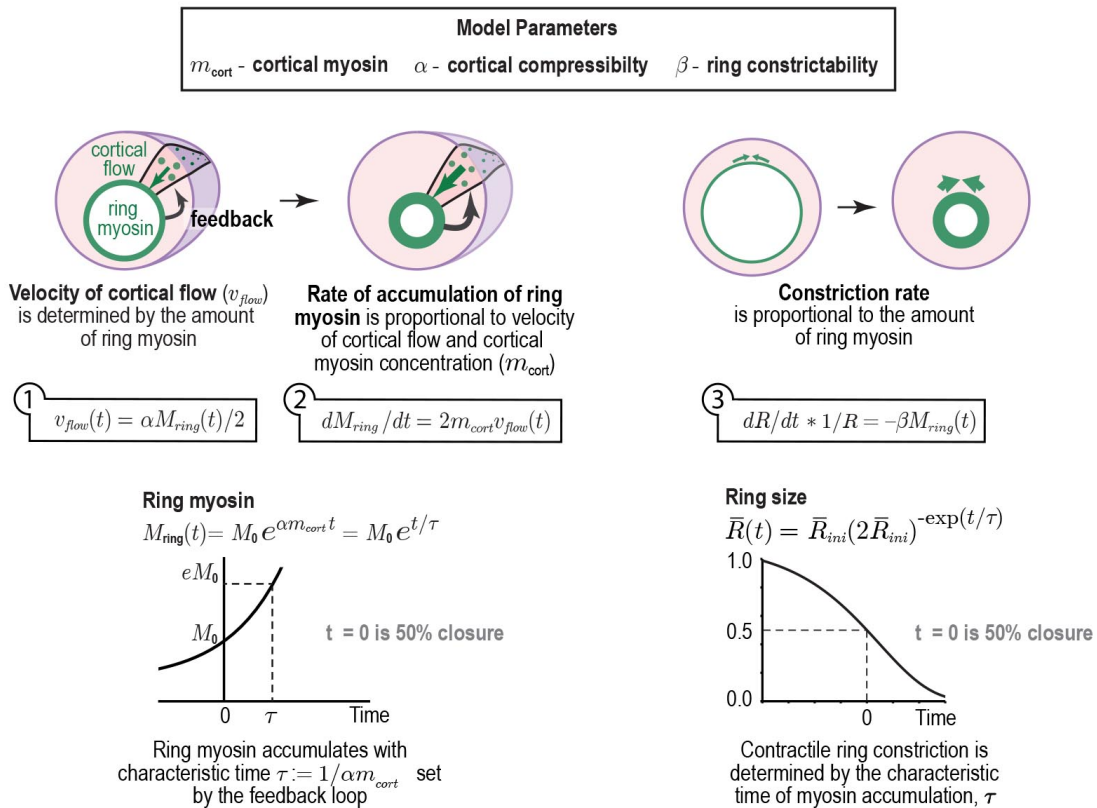 Model Parameters
m_cort - cortical myosin α - cortical compressibilty β - ring constrictability
cortical
flow
ring
myosin
feedback
Velocity of cortical flow (v_flow)
is determined by the amount
of ring myosin
Rate of accumulation of ring
myosin is proportional to velocity
of cortical flow and cortical
myosin concentration (m_cort)
Constriction rate
is proportional to the amount
of ring myosin
1
v_flow(t) = αM_ring(t)/2
2
dM_ring/dt = 2m_cort v_flow(t)
3
dR/dt * 1/R = –βM_ring(t)
Ring myosin
M_ring(t) = M_0 e^{αm_cort t} = M_0 e^{t/τ}
eM_0
M_0
t = 0 is 50% closure
0 τ Time
Ring myosin accumulates with
characteristic time τ := 1/αm_cort set
by the feedback loop
Ring size
R̅(t) = R̅_ini(2R̅_ini)^{-exp(t/τ)}
1.0
0.5
0.0
t = 0 is 50% closure
0 Time
Contractile ring constriction is
determined by the characteristic
time of myosin accumulation, τ